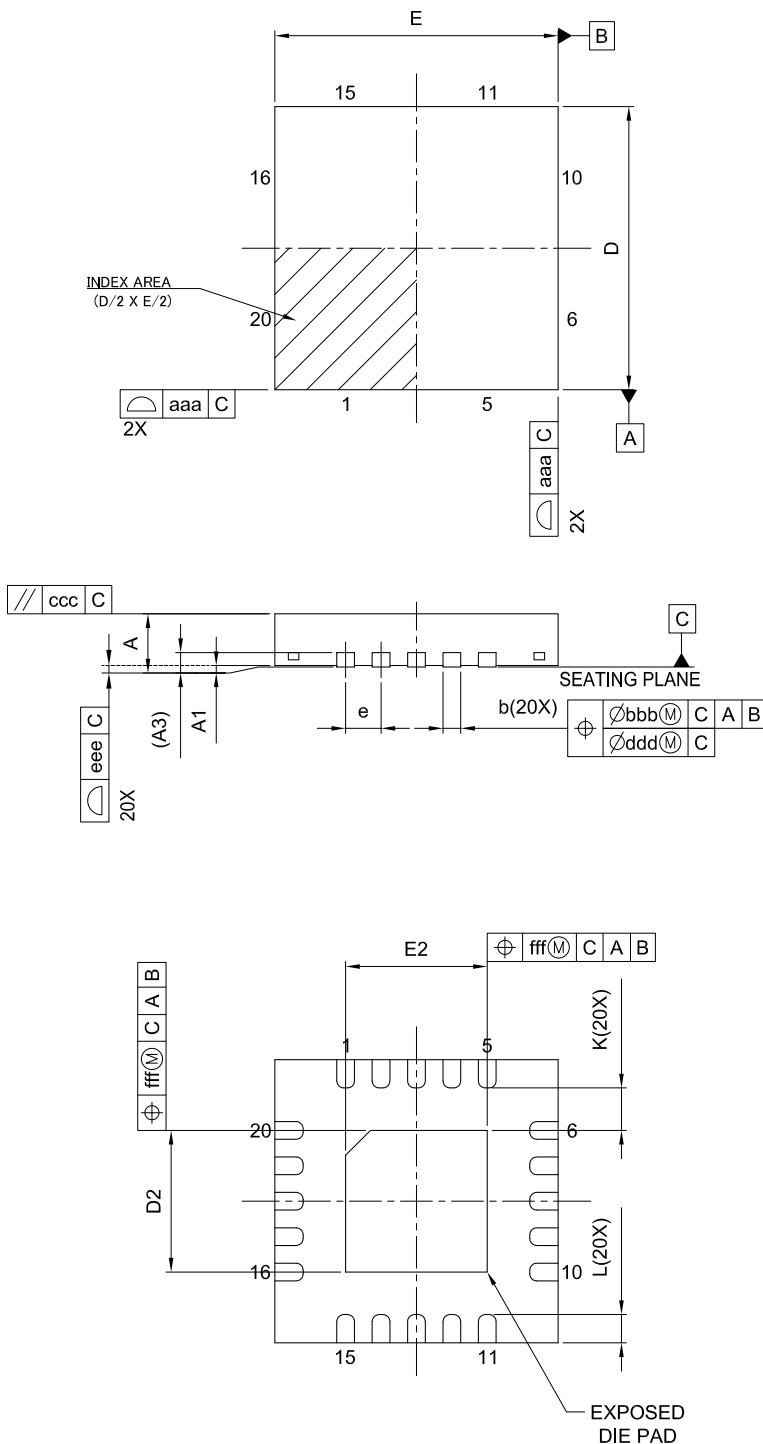 E
B
15
11
16
10
D
INDEX AREA
(D/2 X E/2)
20
6
aaa C
2X
1
5
A
aaa C
2X
ccc C
A
C
SEATING PLANE
(A3)
A1
e
b(20X)
Øbbb Ⓜ C A B
Øddd Ⓜ C
eee C
20X
E2
fff Ⓜ C A B
fff Ⓜ C A B
K(20X)
1
5
20
6
D2
16
10
L(20X)
15
11
EXPOSED
DIE PAD